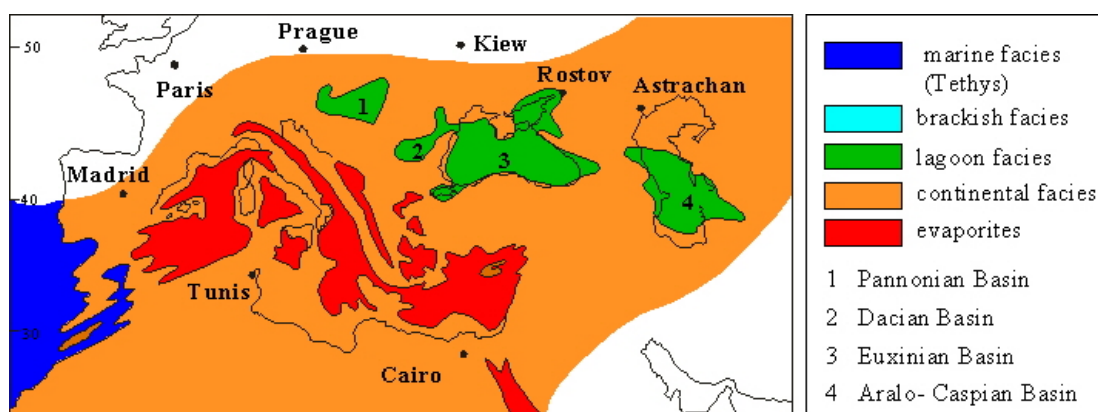 50
Prague
Kiew
Paris
Rostov
Astrachan
1
2
3
Madrid
40
4
Tunis
30
Cairo
marine facies
(Tethys)
brackish facies
lagoon facies
continental facies
evaporites
1 Pannonian Basin
2 Dacian Basin
3 Euxinian Basin
4 Aralo- Caspian Basin